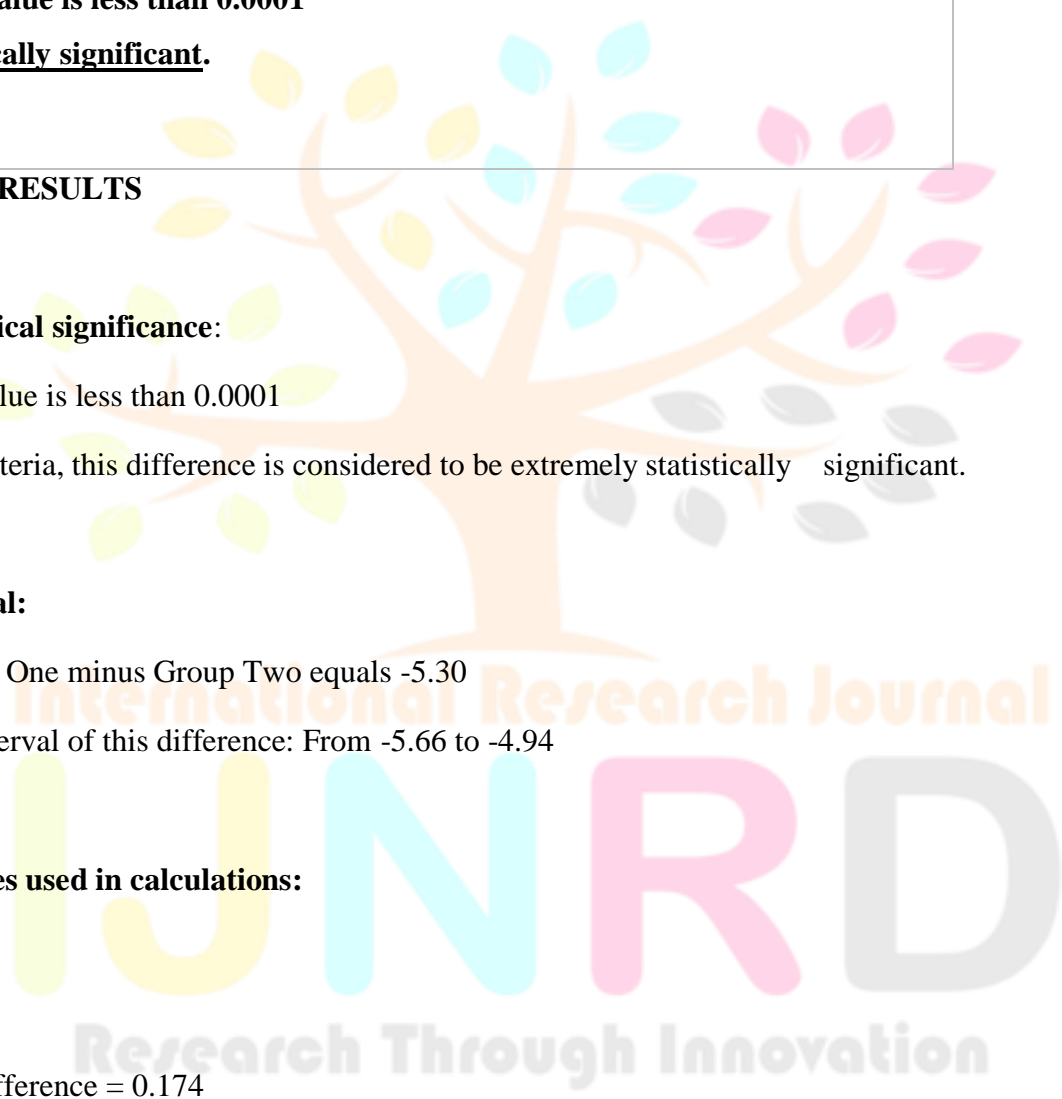 alue is less than 0.0001
cally significant.
RESULTS
ical significance:
lue is less than 0.0001
teria, this difference is considered to be extremely statistically significant.
al:
One minus Group Two equals -5.30
International Research Journal
erval of this difference: From -5.66 to -4.94
IJNRD
es used in calculations:
Research Through Innovation
fference = 0.174